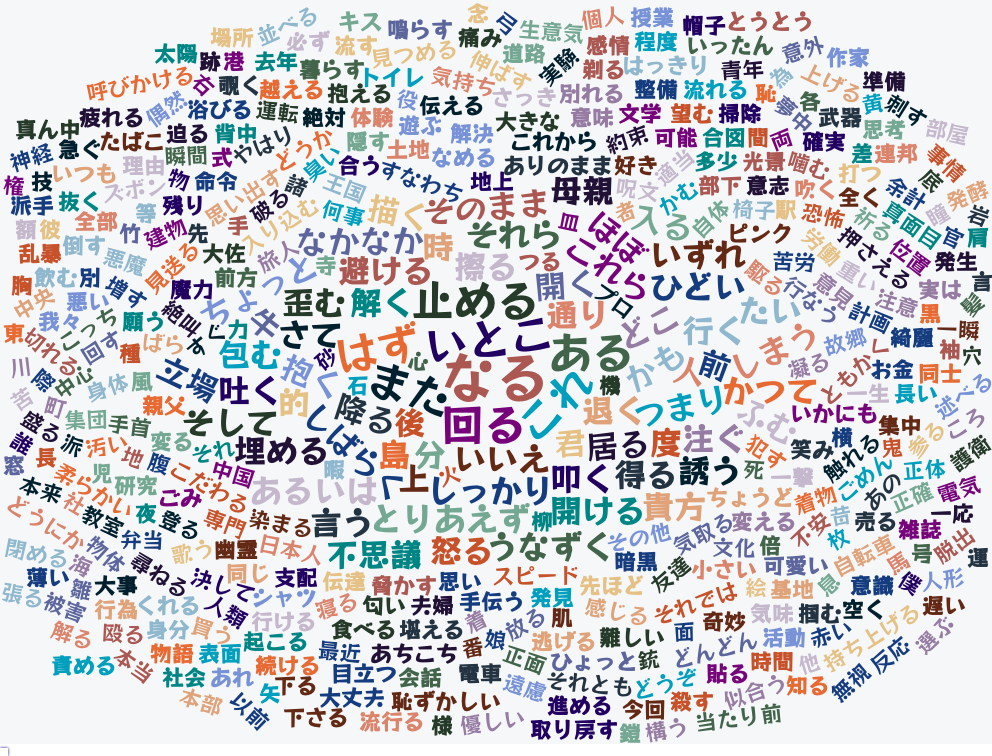 念
弓
個人
授業
帽子
とうとう
キス
鳴らす
生意気
並べる
場所
必ず
流す
見つめる
痛み
道路
感情
程度
いったん
意外
作家
太陽
跡
港
去年
暮らす
トイレ
気持ち
伸ばす
実験
剃る
はっきり
青年
為
上げる
準備
呼びかける
杏
覗く
越える
抱える
役
伝える
さっき
別れる
整備
流れる
恥
夢中
各
黄
刺す
疲れる
偶然
浴びる
運転
絶対
体験
遊ぶ
解決
大きな
意味
文学
望む
掃除
武器
思考
部屋
真ん中
急ぐ
たばこ
迫る
背中
やはり
どうか
隠す
土地
なめる
これから
約束
可能
合図
間
両
確実
差
連邦
事情
神経
いつも
理由
瞬間
式
臭い
合う
すなわち
地上
ありのまま
好き
適当
多少
光景
噛む
打つ
余計
底
発酵
権
技
ズボン
物
命令
思い出す
諸
王国
母親
呪文
かむ
部下
意志
吹く
全く
真面目
瞳
岩
派手
抜く
等
残り
手
破る
何事
描く
そのまま
皿
者
入る
自体
椅子
駅
恐怖
祈る
官
肩
額
彼
全部
竹
建物
先
入り込む
なかなか
時
それら
ほぼ
これら
いずれ
ピンク
労働
押さえる
位置
発生
乱暴
倒す
悪魔
見送る
大佐
旅人
寺
避ける
擦る
つる
苦労
重い
実は
言
胸
飲む
別
増す
魔力
前方
ちょっと
歪む
解く
止める
開く
プロ
ひどい
駆る
行なう
意見
注意
髪
中央
悪い
我々
こっち
願う
絶叫
力
牛
さて
はず
いとこ
通り
どこ
行く
たい
計画
黒
綺麗
一瞬
東
切れる
回す
種
ばら
包む
抱く
砂
心
なる
ある
かも
人
前
しまう
故郷
凝る
ともかく
お金
袖
同士
穴
川
際
中心
身体
風
立場
吐く
的
石
また
これ
機
退く
つまり
かつて
一生
長い
述べる
苦
町
集団
手首
親父
そして
しばらく
降る
後
回る
君
居る
度
注ぐ
ふむ
いかにも
集中
ころ
盛る
派
汚い
地
変る
それ
埋める
暇
島
分
火
いいえ
叩く
得る
誘う
犯す
笑み
横
触れる
鬼
参る
護衛
誰
長
柔らかい
児
研究
腹
こだわる
中国
あるいは
上
しっかり
死
一撃
ごめん
あの
正体
窓
本来
社
教室
ごみ
夜
登る
専門
染まる
言う
とりあえず
柳
開ける
貴方
ちょうど
着物
昔
正確
電気
どうにか
弁当
歌う
幽霊
日本人
不思議
怒る
うなずく
その他
気取る
変える
不安
枚
売る
雑誌
一応
閉める
海
物体
尋ねる
決して
同じ
支配
伝達
脅かす
思い
スピード
先ほど
暗黒
友達
文化
倍
小さい
可愛い
自転車
馬
号
脱出
運
薄い
雛
大事
人類
シャツ
寝る
匂い
夫婦
手伝う
発見
感じる
それでは
絵
基地
息
意識
僕
人形
張る
被害
行為
くれる
行ける
食べる
堪える
着
放る
肌
難しい
面
奇妙
気味
掴む
空く
遅い
解る
殴る
身分
買う
起こる
最近
あちこち
番
娘
逃げる
どんどん
活動
赤い
持ち上げる
選ぶ
責める
本当
物語
表面
続ける
目立つ
会話
電車
正面
ひょっと
銃
それとも
どうぞ
貼る
時間
他
無視
反応
社会
あれ
矢
下る
大丈夫
恥ずかしい
遠慮
進める
今回
殺す
似合う
知る
本部
以前
下さる
流行る
様
優しい
取り戻す
鎧
構う
当たり前